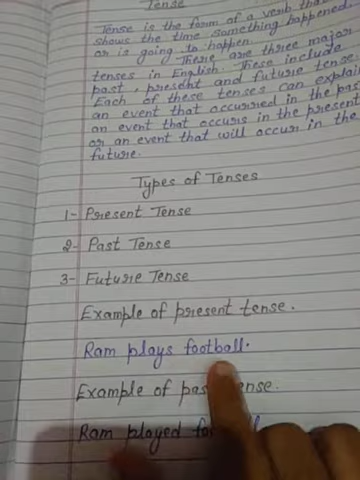 Tense
Tense is the form of a verb that
shows the time something happened
or is going to happen.
There are three major
tenses in English. These include
past, present and future tense.
Each of these tenses can explain
an event that occurred in the past
an event that occurs in the present
or an event that will occur in the
future.
Types of Tenses
1- Present Tense
2- Past Tense
3- Future Tense
Example of present tense.
Ram plays football.
Example of tense.
Ram played